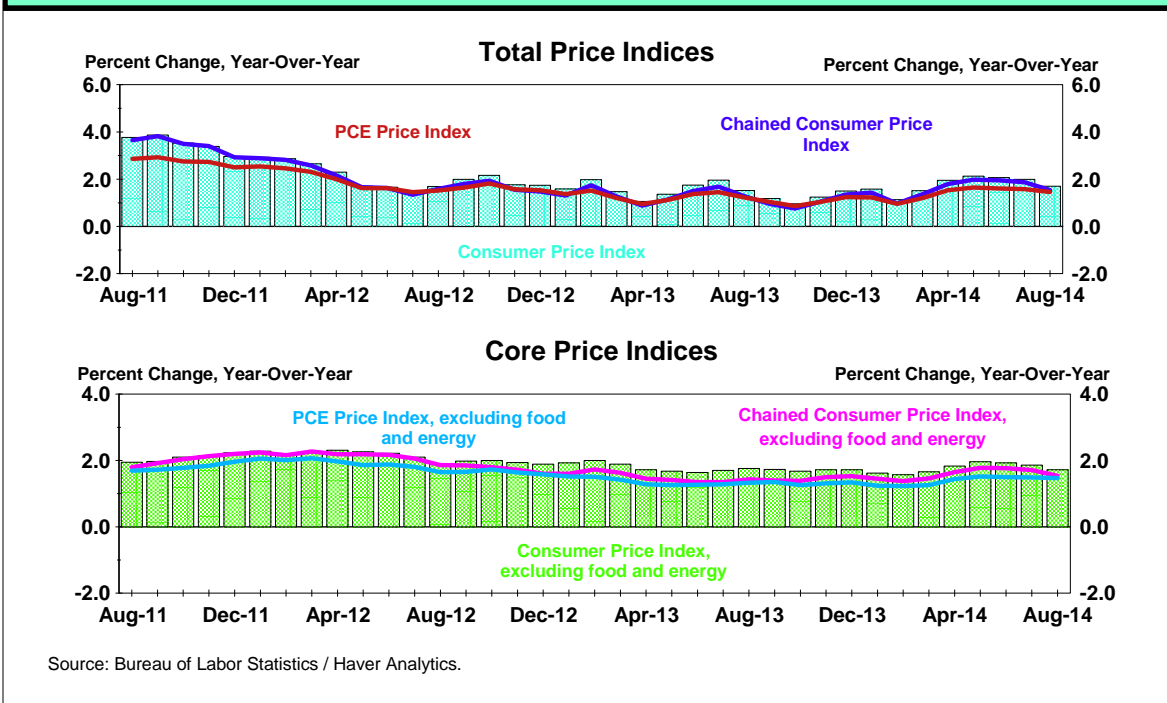 Total Price Indices
Percent Change, Year-Over-Year
Percent Change, Year-Over-Year
6.0
6.0
4.0
4.0
2.0
2.0
0.0
0.0
-2.0
-2.0
PCE Price Index
Chained Consumer Price
Index
Consumer Price Index
Aug-11 Dec-11 Apr-12 Aug-12 Dec-12 Apr-13 Aug-13 Dec-13 Apr-14 Aug-14
Core Price Indices
Percent Change, Year-Over-Year
Percent Change, Year-Over-Year
4.0
4.0
2.0
2.0
0.0
0.0
-2.0
-2.0
PCE Price Index, excluding food
and energy
Chained Consumer Price Index,
excluding food and energy
Consumer Price Index,
excluding food and energy
Aug-11 Dec-11 Apr-12 Aug-12 Dec-12 Apr-13 Aug-13 Dec-13 Apr-14 Aug-14
Source: Bureau of Labor Statistics / Haver Analytics.